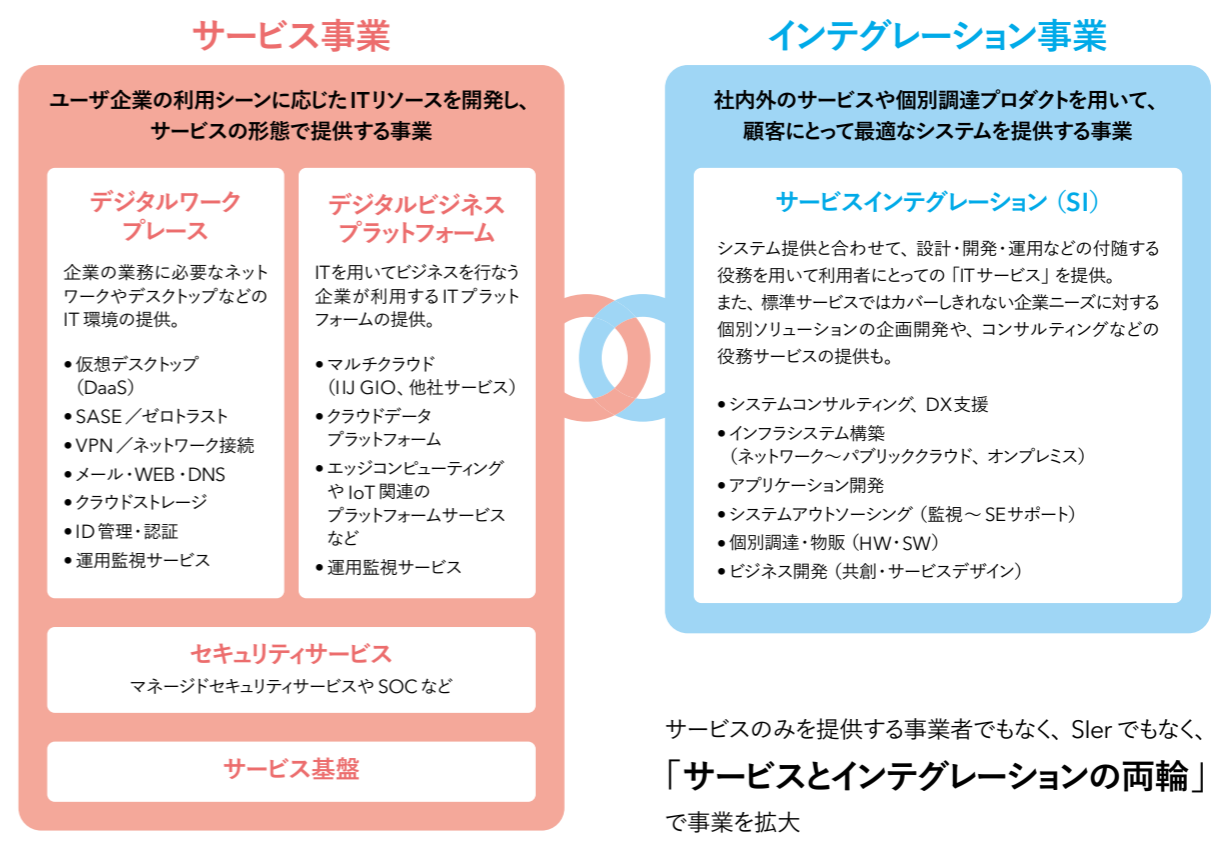 サービス事業
ユーザ企業の利用シーンに応じたITリソースを開発し、
サービスの形態で提供する事業
デジタルワーク
プレース
企業の業務に必要なネット
ワークやデスクトップなどの
IT環境の提供。
●仮想デスクトップ
（DaaS）
●SASE／ゼロトラスト
●VPN／ネットワーク接続
●メール・WEB・DNS
●クラウドストレージ
●ID管理・認証
●運用監視サービス
デジタルビジネス
プラットフォーム
ITを用いてビジネスを行なう
企業が利用するITプラット
フォームの提供。
●マルチクラウド
（IIJ GIO、他社サービス）
●クラウドデータ
プラットフォーム
●エッジコンピューティング
やIoT関連の
プラットフォームサービス
など
●運用監視サービス
セキュリティサービス
マネージドセキュリティサービスやSOCなど
サービス基盤
インテグレーション事業
社内外のサービスや個別調達プロダクトを用いて、
顧客にとって最適なシステムを提供する事業
サービスインテグレーション（SI）
システム提供と合わせて、設計・開発・運用などの付随する
役務を用いて利用者にとっての「ITサービス」を提供。
また、標準サービスではカバーしきれない企業ニーズに対する
個別ソリューションの企画開発や、コンサルティングなどの
役務サービスの提供も。
●システムコンサルティング、DX支援
●インフラシステム構築
（ネットワーク～パブリッククラウド、オンプレミス）
●アプリケーション開発
●システムアウトソーシング（監視～SEサポート）
●個別調達・物販（HW・SW）
●ビジネス開発（共創・サービスデザイン）
サービスのみを提供する事業者でもなく、SIerでもなく、
「サービスとインテグレーションの両輪」
で事業を拡大